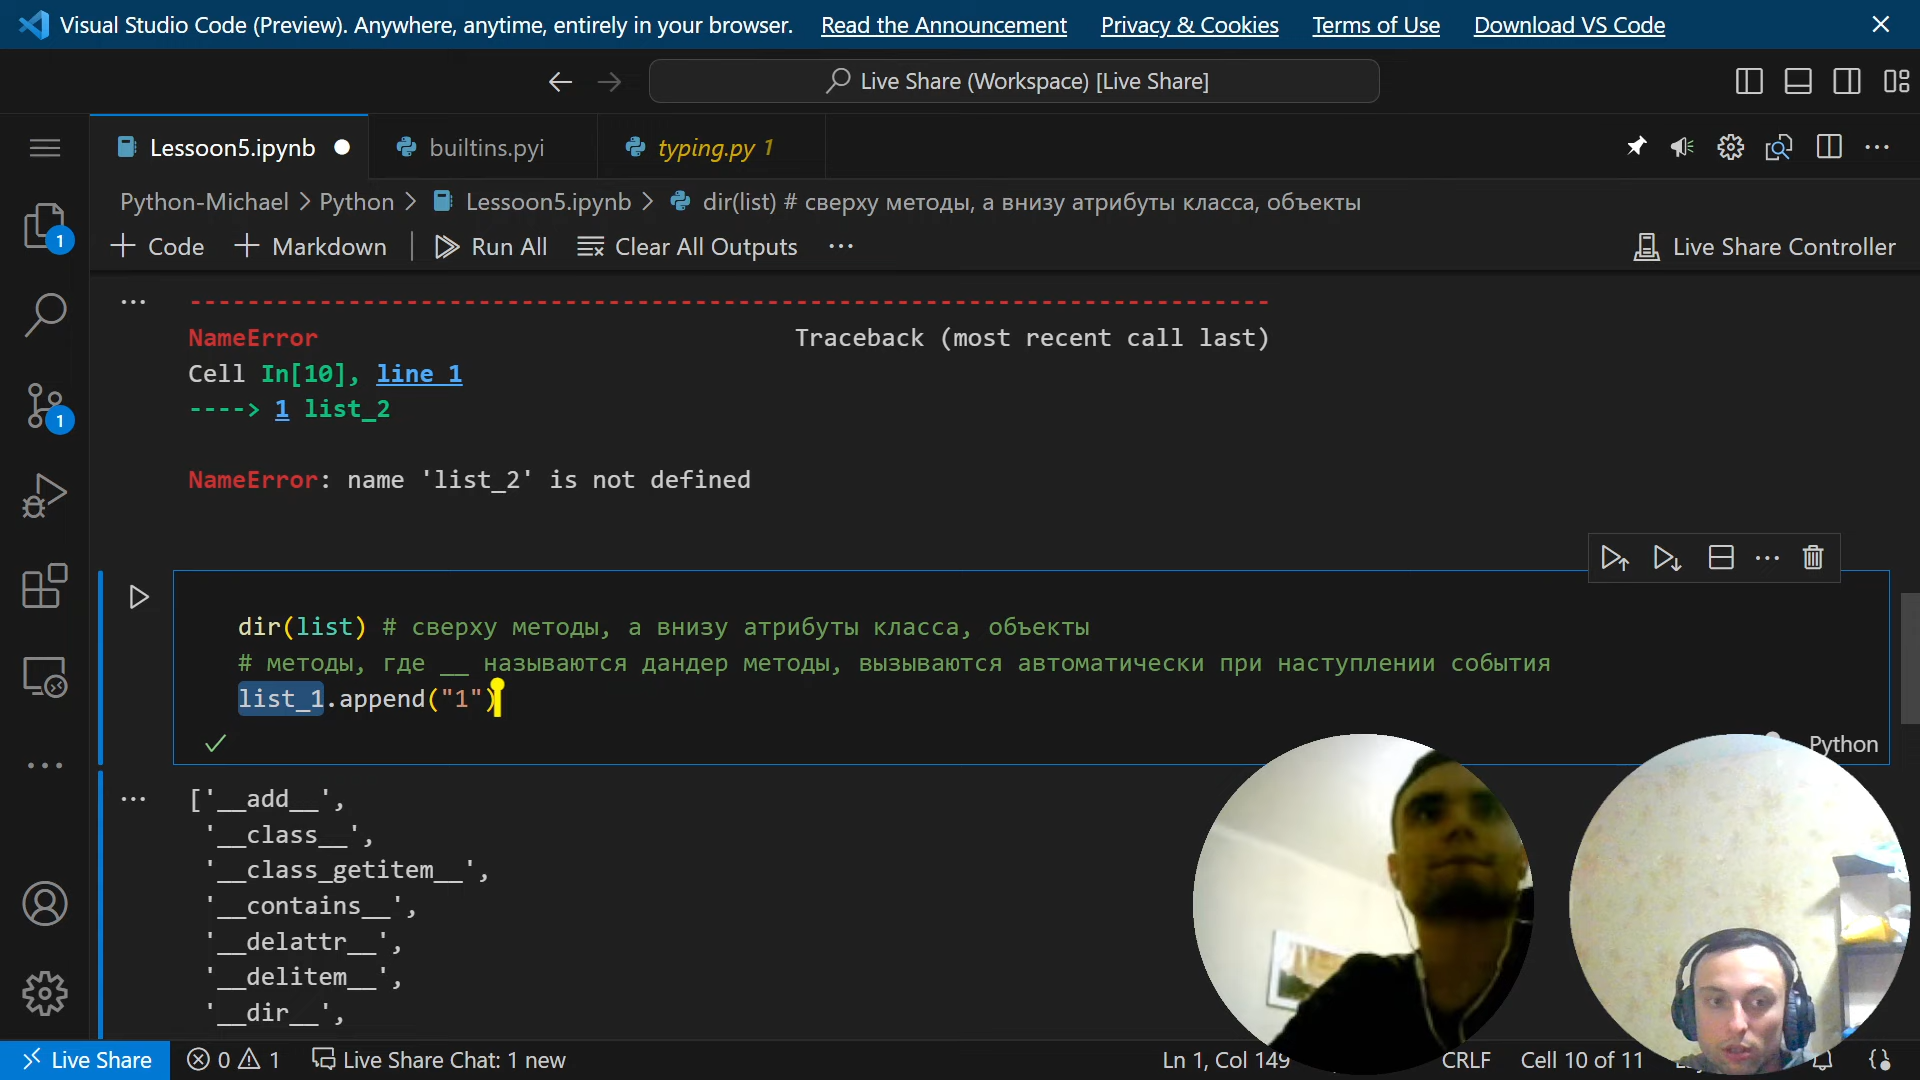 Visual Studio Code (Preview). Anywhere, anytime, entirely in your browser. Read the Announcement Privacy & Cookies Terms of Use Download VS Code
Live Share (Workspace) [Live Share]
Lessoon5.ipynb builtins.pyi typing.py 1
Python-Michael > Python > Lessoon5.ipynb > dir(list) # сверху методы, а внизу атрибуты класса, объекты
+ Code + Markdown Run All Clear All Outputs ... Live Share Controller
1
1
NameError Traceback (most recent call last)
Cell In[10], line 1
----> 1 list_2
NameError: name 'list_2' is not defined
dir(list) # сверху методы, а внизу атрибуты класса, объекты
# методы, где __ называются дандер методы, вызываются автоматически при наступлении события
list_1.append("1")
Python
['__add__',
'__class__',
'__class_getitem__',
'__contains__',
'__delattr__',
'__delitem__',
'__dir__',
Live Share 0 1 Live Share Chat: 1 new Ln 1, Col 149 CRLF Cell 10 of 11